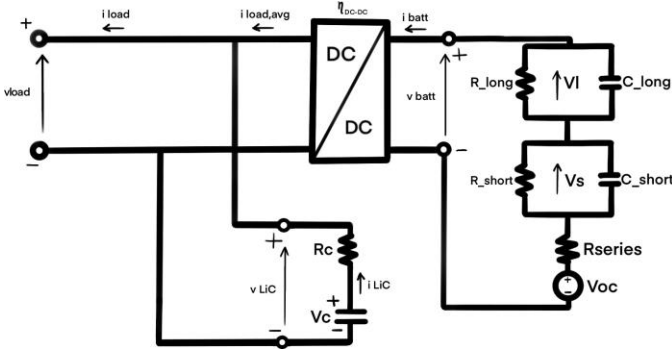 i load
i load,avg
η DC-DC
i batt
+
vload
−
DC
DC
+
v batt
−
R_long
Vl
C_long
R_short
Vs
C_short
Rseries
+
−
Voc
+
v LiC
−
Rc
i LiC
+
Vc
−